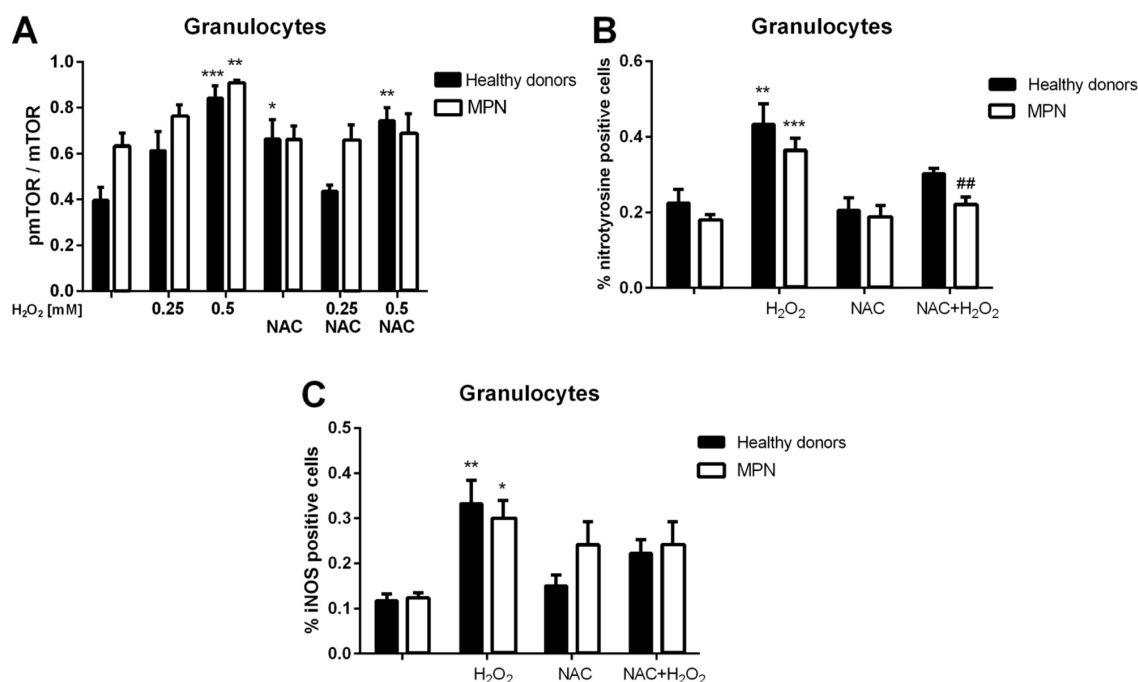 A
Granulocytes
pmTOR / mTOR
1.0
0.8
0.6
0.4
0.2
0.0
***
**
*
**
Healthy donors
MPN
H₂O₂ [mM]
0.25 0.5 0.25 0.5
NAC NAC NAC
B
Granulocytes
% nitrotyrosine positive cells
0.6
0.4
0.2
0.0
**
***
##
Healthy donors
MPN
H₂O₂ NAC NAC+H₂O₂
C
Granulocytes
% iNOS positive cells
0.5
0.4
0.3
0.2
0.1
0.0
**
*
Healthy donors
MPN
H₂O₂ NAC NAC+H₂O₂